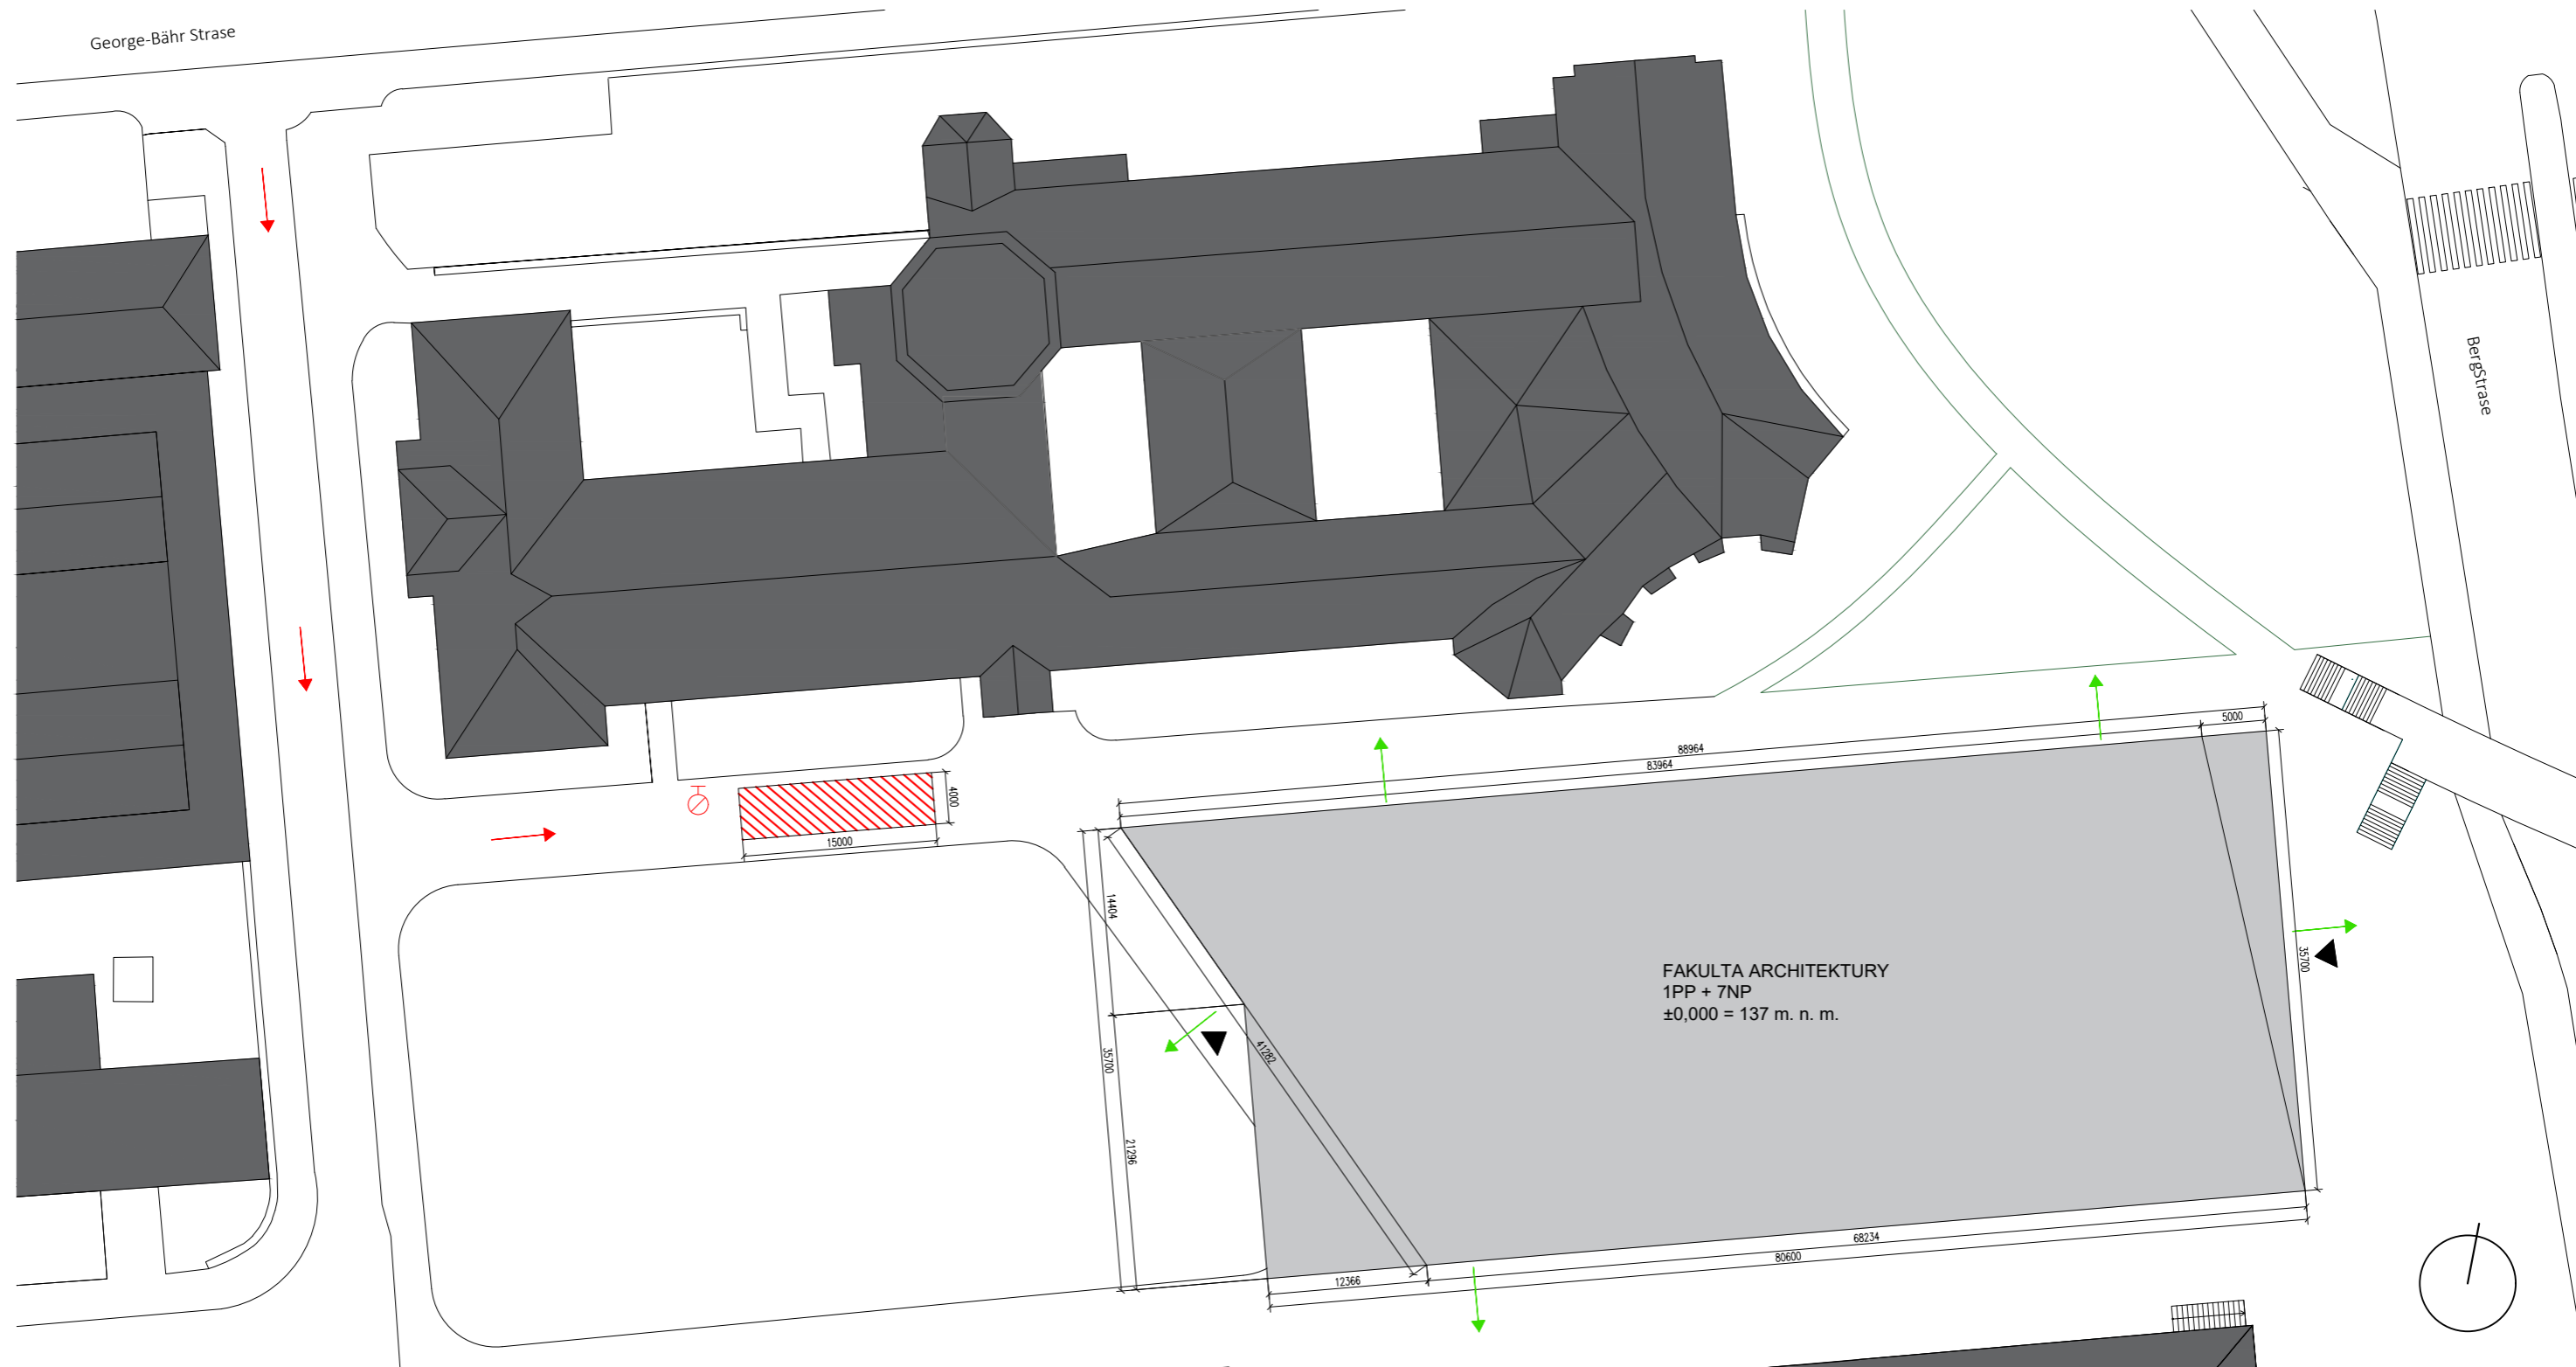 George-Bähr Strase
BergStrase
5000
88964
83964
4000
15000
14404
35700
FAKULTA ARCHITEKTURY
1PP + 7NP
±0,000 = 137 m. n. m.
41282
35700
21296
68234
80600
12366